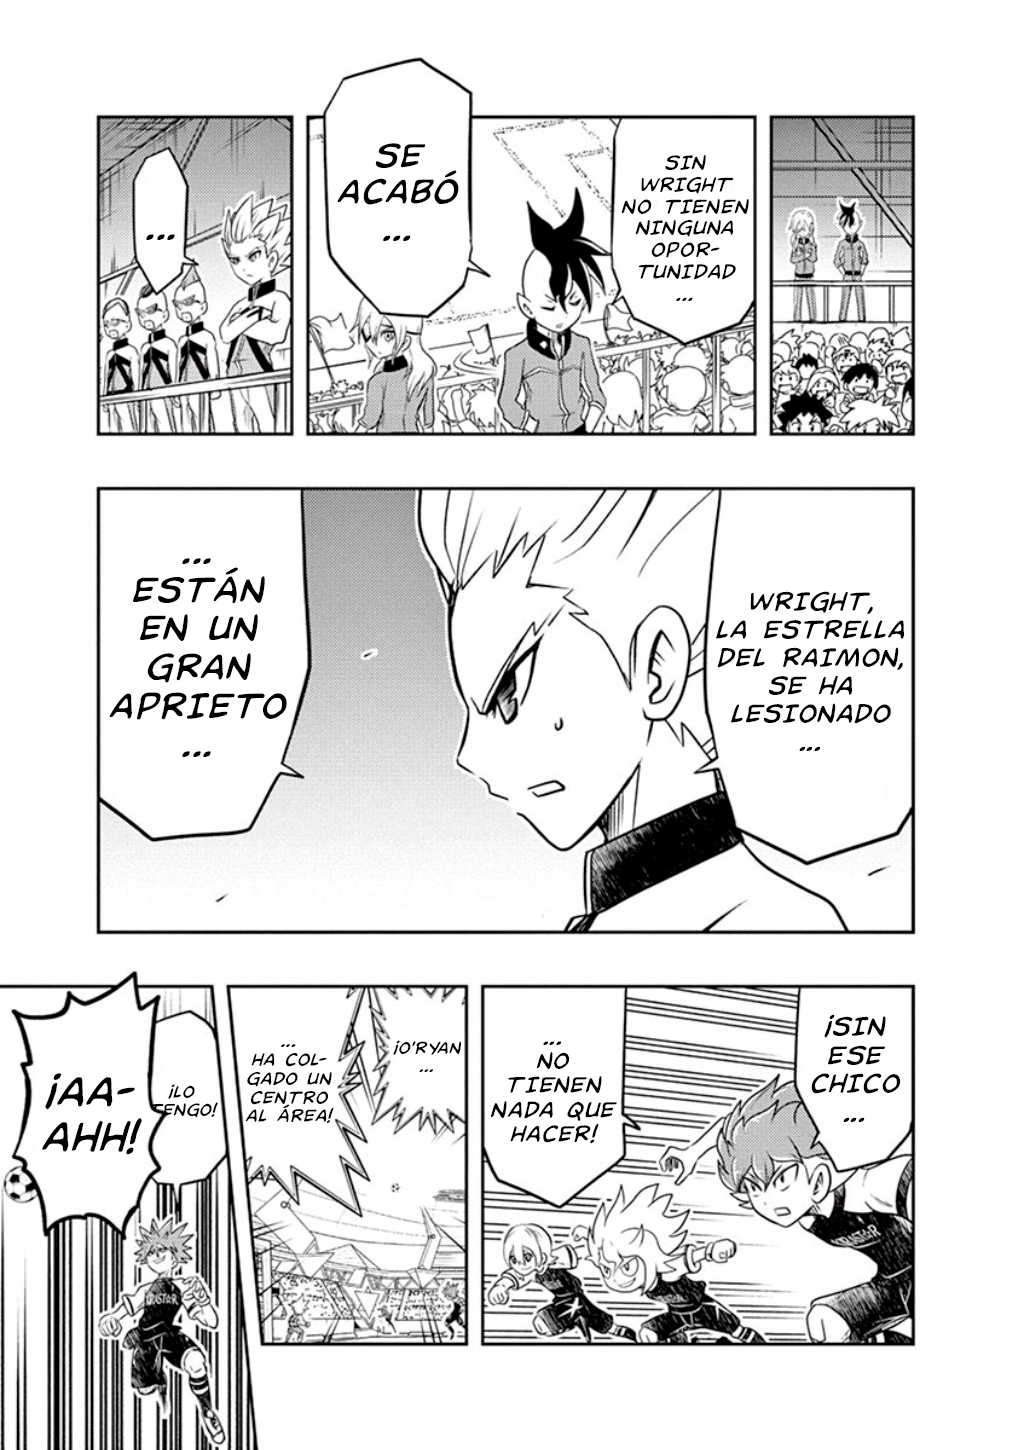 SIN
WRIGHT
NO TIENEN
NINGUNA
OPOR-
TUNIDAD
...
SE
ACABÓ
...
...
WRIGHT,
LA ESTRELLA
DEL RAIMON,
SE HA
LESIONADO
...
...
ESTÁN
EN UN
GRAN
APRIETO
...
¡SIN
ESE
CHICO
...
...
NO
TIENEN
NADA QUE
HACER!
¡O'RYAN
...
...
HA COL-
GADO UN
CENTRO
AL ÁREA!
¡LO
TENGO!
¡AA-
AHH!